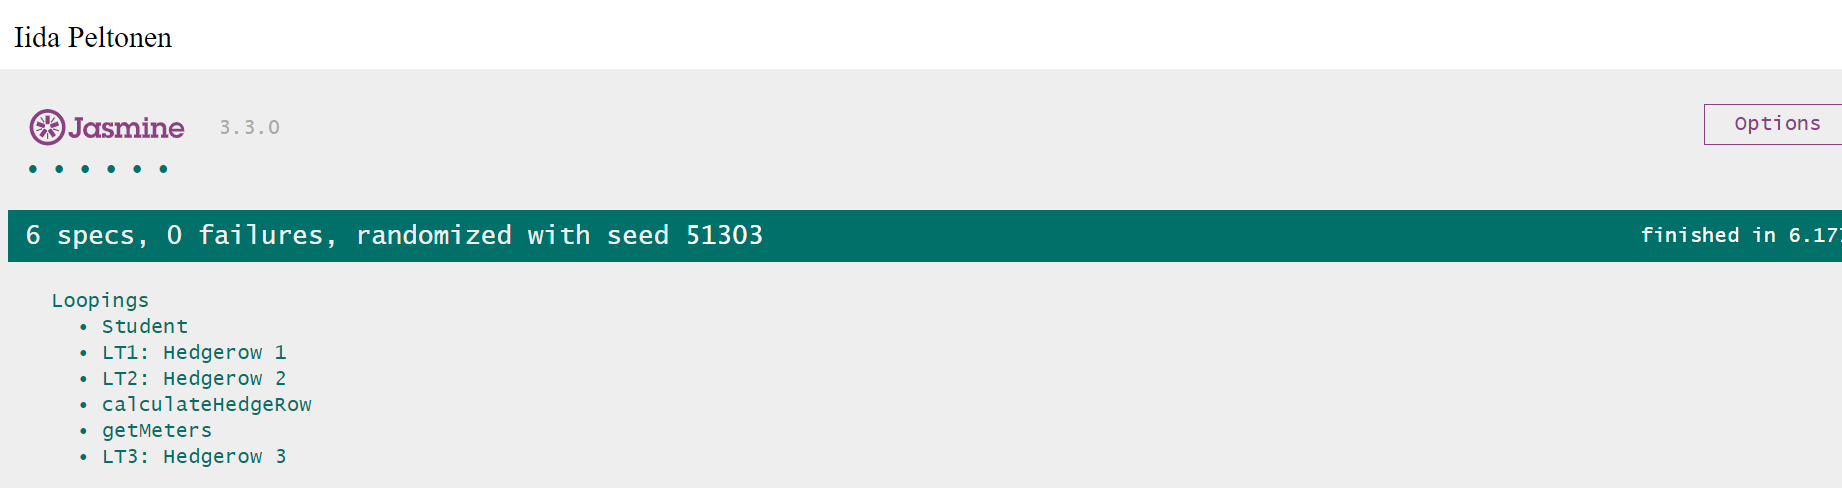 Iida Peltonen
Jasmine 3.3.0
Options
• • • • • •
6 specs, 0 failures, randomized with seed 51303
finished in 6.17
Loopings
• Student
• LT1: Hedgerow 1
• LT2: Hedgerow 2
• calculateHedgeRow
• getMeters
• LT3: Hedgerow 3